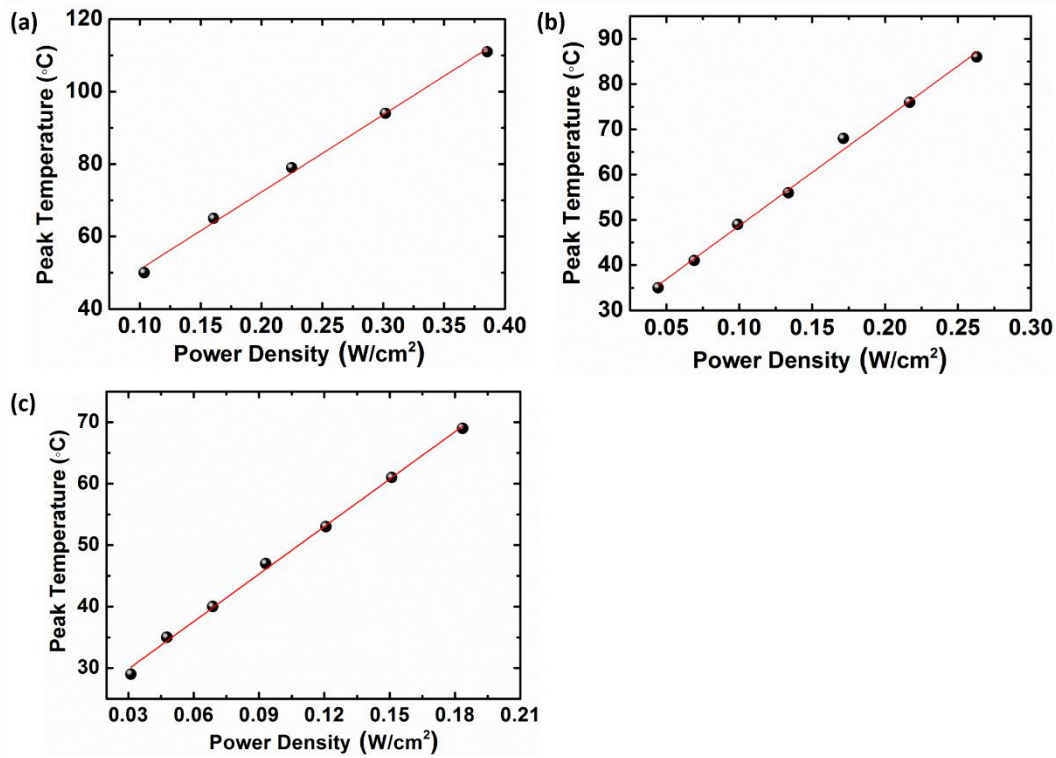 (a)
Peak Temperature (◦C)
120
100
80
60
40
0.10 0.15 0.20 0.25 0.30 0.35 0.40
Power Density (W/cm²)
(b)
Peak Temperature (◦C)
90
80
70
60
50
40
30
0.05 0.10 0.15 0.20 0.25 0.30
Power Density (W/cm²)
(c)
Peak Temperature (◦C)
70
60
50
40
30
0.03 0.06 0.09 0.12 0.15 0.18 0.21
Power Density (W/cm²)